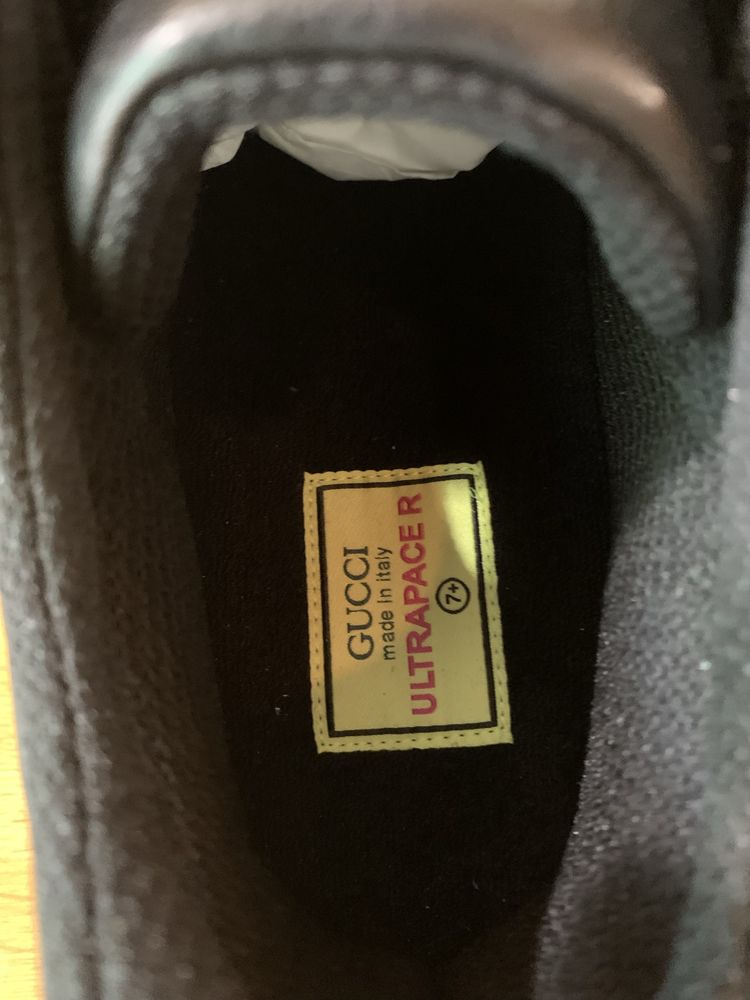 GUCCI
made in italy
ULTRAPACE R
7+